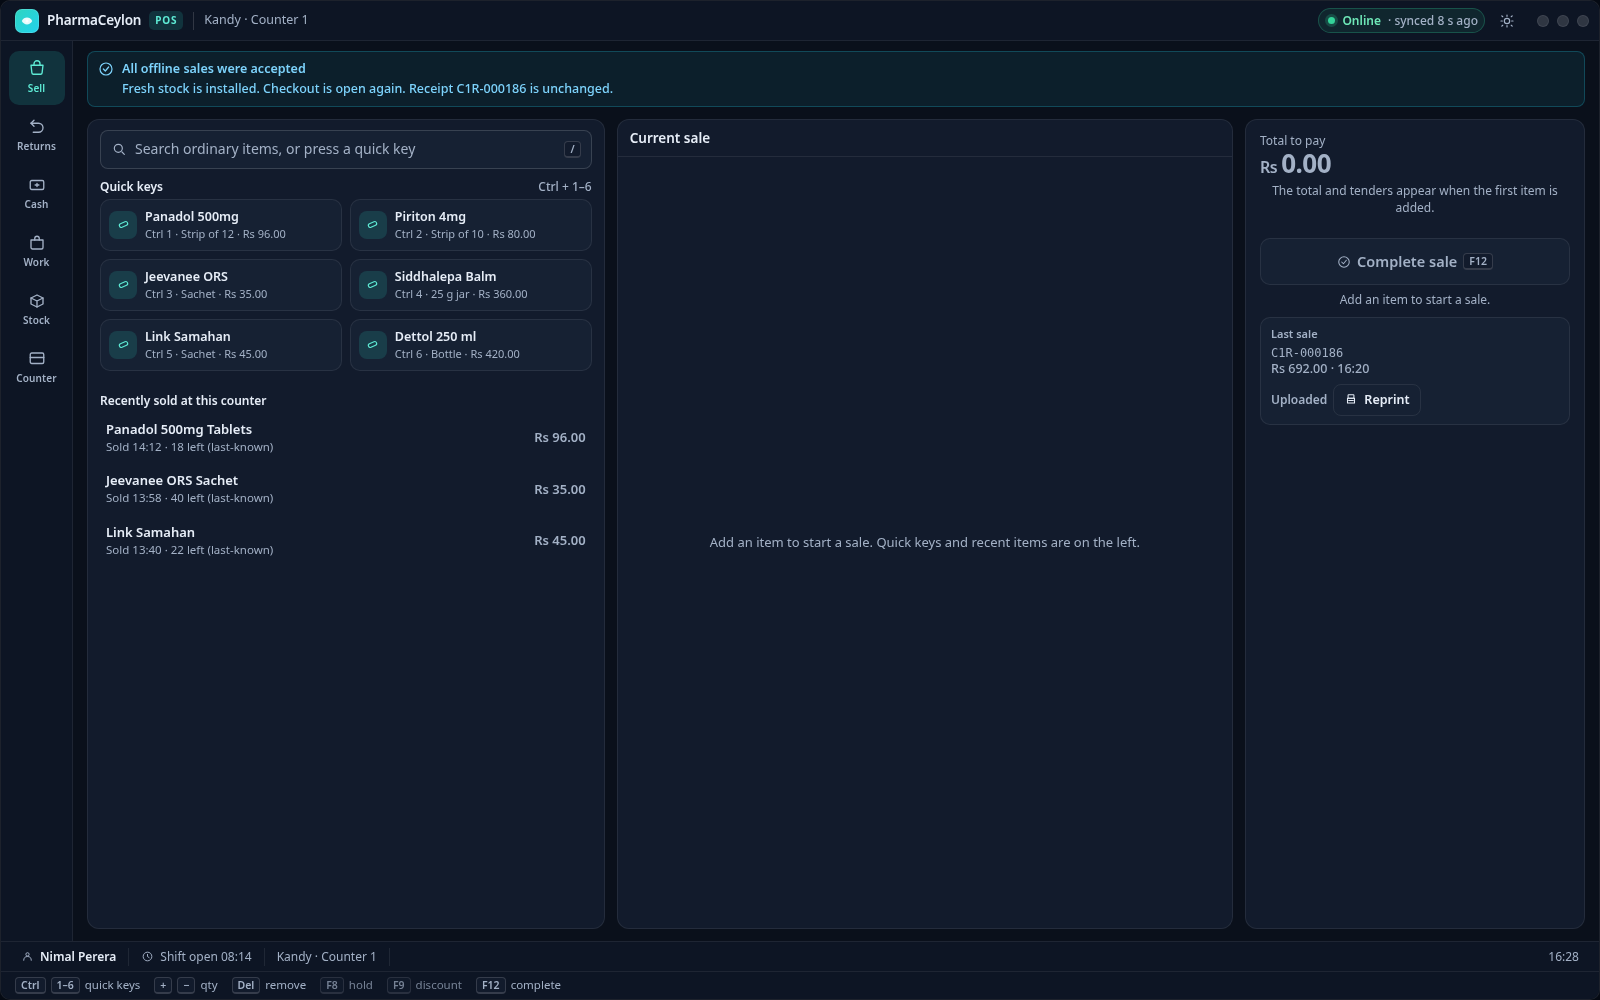 PharmaCeylon POS Kandy · Counter 1
Online · synced 8 s ago
Sell
Returns
Cash
Work
Stock
Counter
All offline sales were accepted
Fresh stock is installed. Checkout is open again. Receipt C1R-000186 is unchanged.
Search ordinary items, or press a quick key /
Quick keys Ctrl + 1–6
Panadol 500mg
Ctrl 1 · Strip of 12 · Rs 96.00
Piriton 4mg
Ctrl 2 · Strip of 10 · Rs 80.00
Jeevanee ORS
Ctrl 3 · Sachet · Rs 35.00
Siddhalepa Balm
Ctrl 4 · 25 g jar · Rs 360.00
Link Samahan
Ctrl 5 · Sachet · Rs 45.00
Dettol 250 ml
Ctrl 6 · Bottle · Rs 420.00
Recently sold at this counter
Panadol 500mg Tablets
Sold 14:12 · 18 left (last-known)
Rs 96.00
Jeevanee ORS Sachet
Sold 13:58 · 40 left (last-known)
Rs 35.00
Link Samahan
Sold 13:40 · 22 left (last-known)
Rs 45.00
Current sale
Add an item to start a sale. Quick keys and recent items are on the left.
Total to pay
Rs 0.00
The total and tenders appear when the first item is
added.
Complete sale F12
Add an item to start a sale.
Last sale
C1R-000186
Rs 692.00 · 16:20
Uploaded Reprint
Nimal Perera Shift open 08:14 Kandy · Counter 1 16:28
Ctrl 1–6 quick keys + − qty Del remove F8 hold F9 discount F12 complete